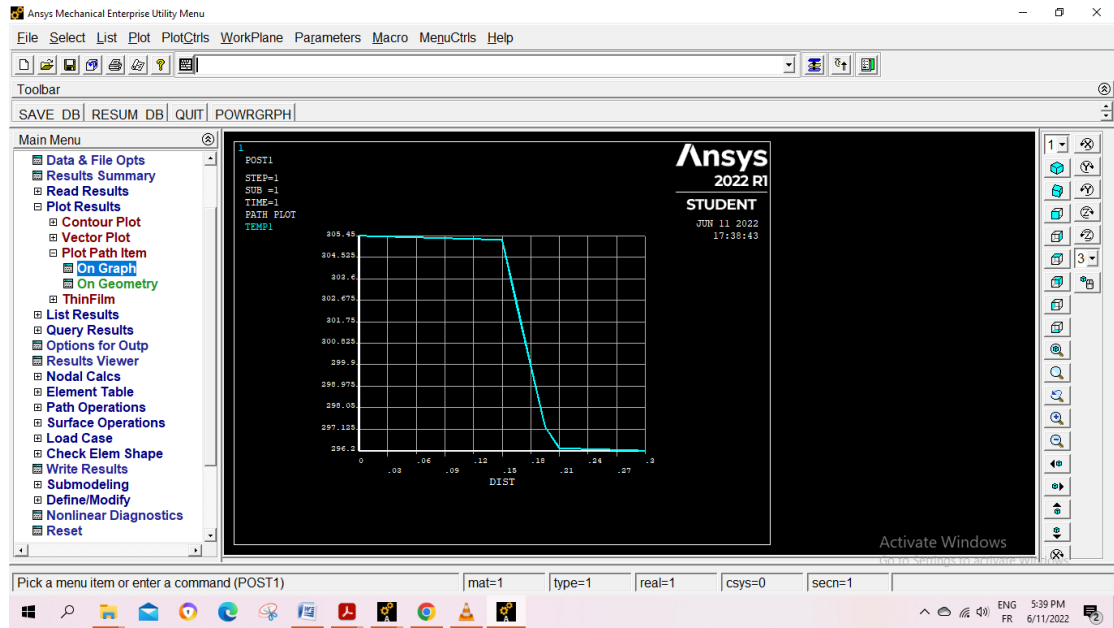 Ansys Mechanical Enterprise Utility Menu
File Select List Plot PlotCtrls WorkPlane Parameters Macro MenuCtrls Help
Toolbar
SAVE_DB RESUM_DB QUIT POWRGRPH
Main Menu
Data & File Opts
Results Summary
Read Results
Plot Results
Contour Plot
Vector Plot
Plot Path Item
On Graph
On Geometry
ThinFilm
List Results
Query Results
Options for Outp
Results Viewer
Nodal Calcs
Element Table
Path Operations
Surface Operations
Load Case
Check Elem Shape
Write Results
Submodeling
Define/Modify
Nonlinear Diagnostics
Reset
1
POST1
STEP=1
SUB =1
TIME=1
PATH PLOT
TEMP1
Ansys
2022 R1
STUDENT
JUN 11 2022
17:38:43
305.45
304.525
303.6
302.675
301.75
300.825
299.9
298.975
298.05
297.125
296.2
0 .06 .12 .18 .24 .3
.03 .09 .15 .21 .27
DIST
1
3
Activate Windows
Go to Settings to activate Windows.
Pick a menu item or enter a command (POST1) mat=1 type=1 real=1 csys=0 secn=1
ENG 5:39 PM
FR 6/11/2022
2